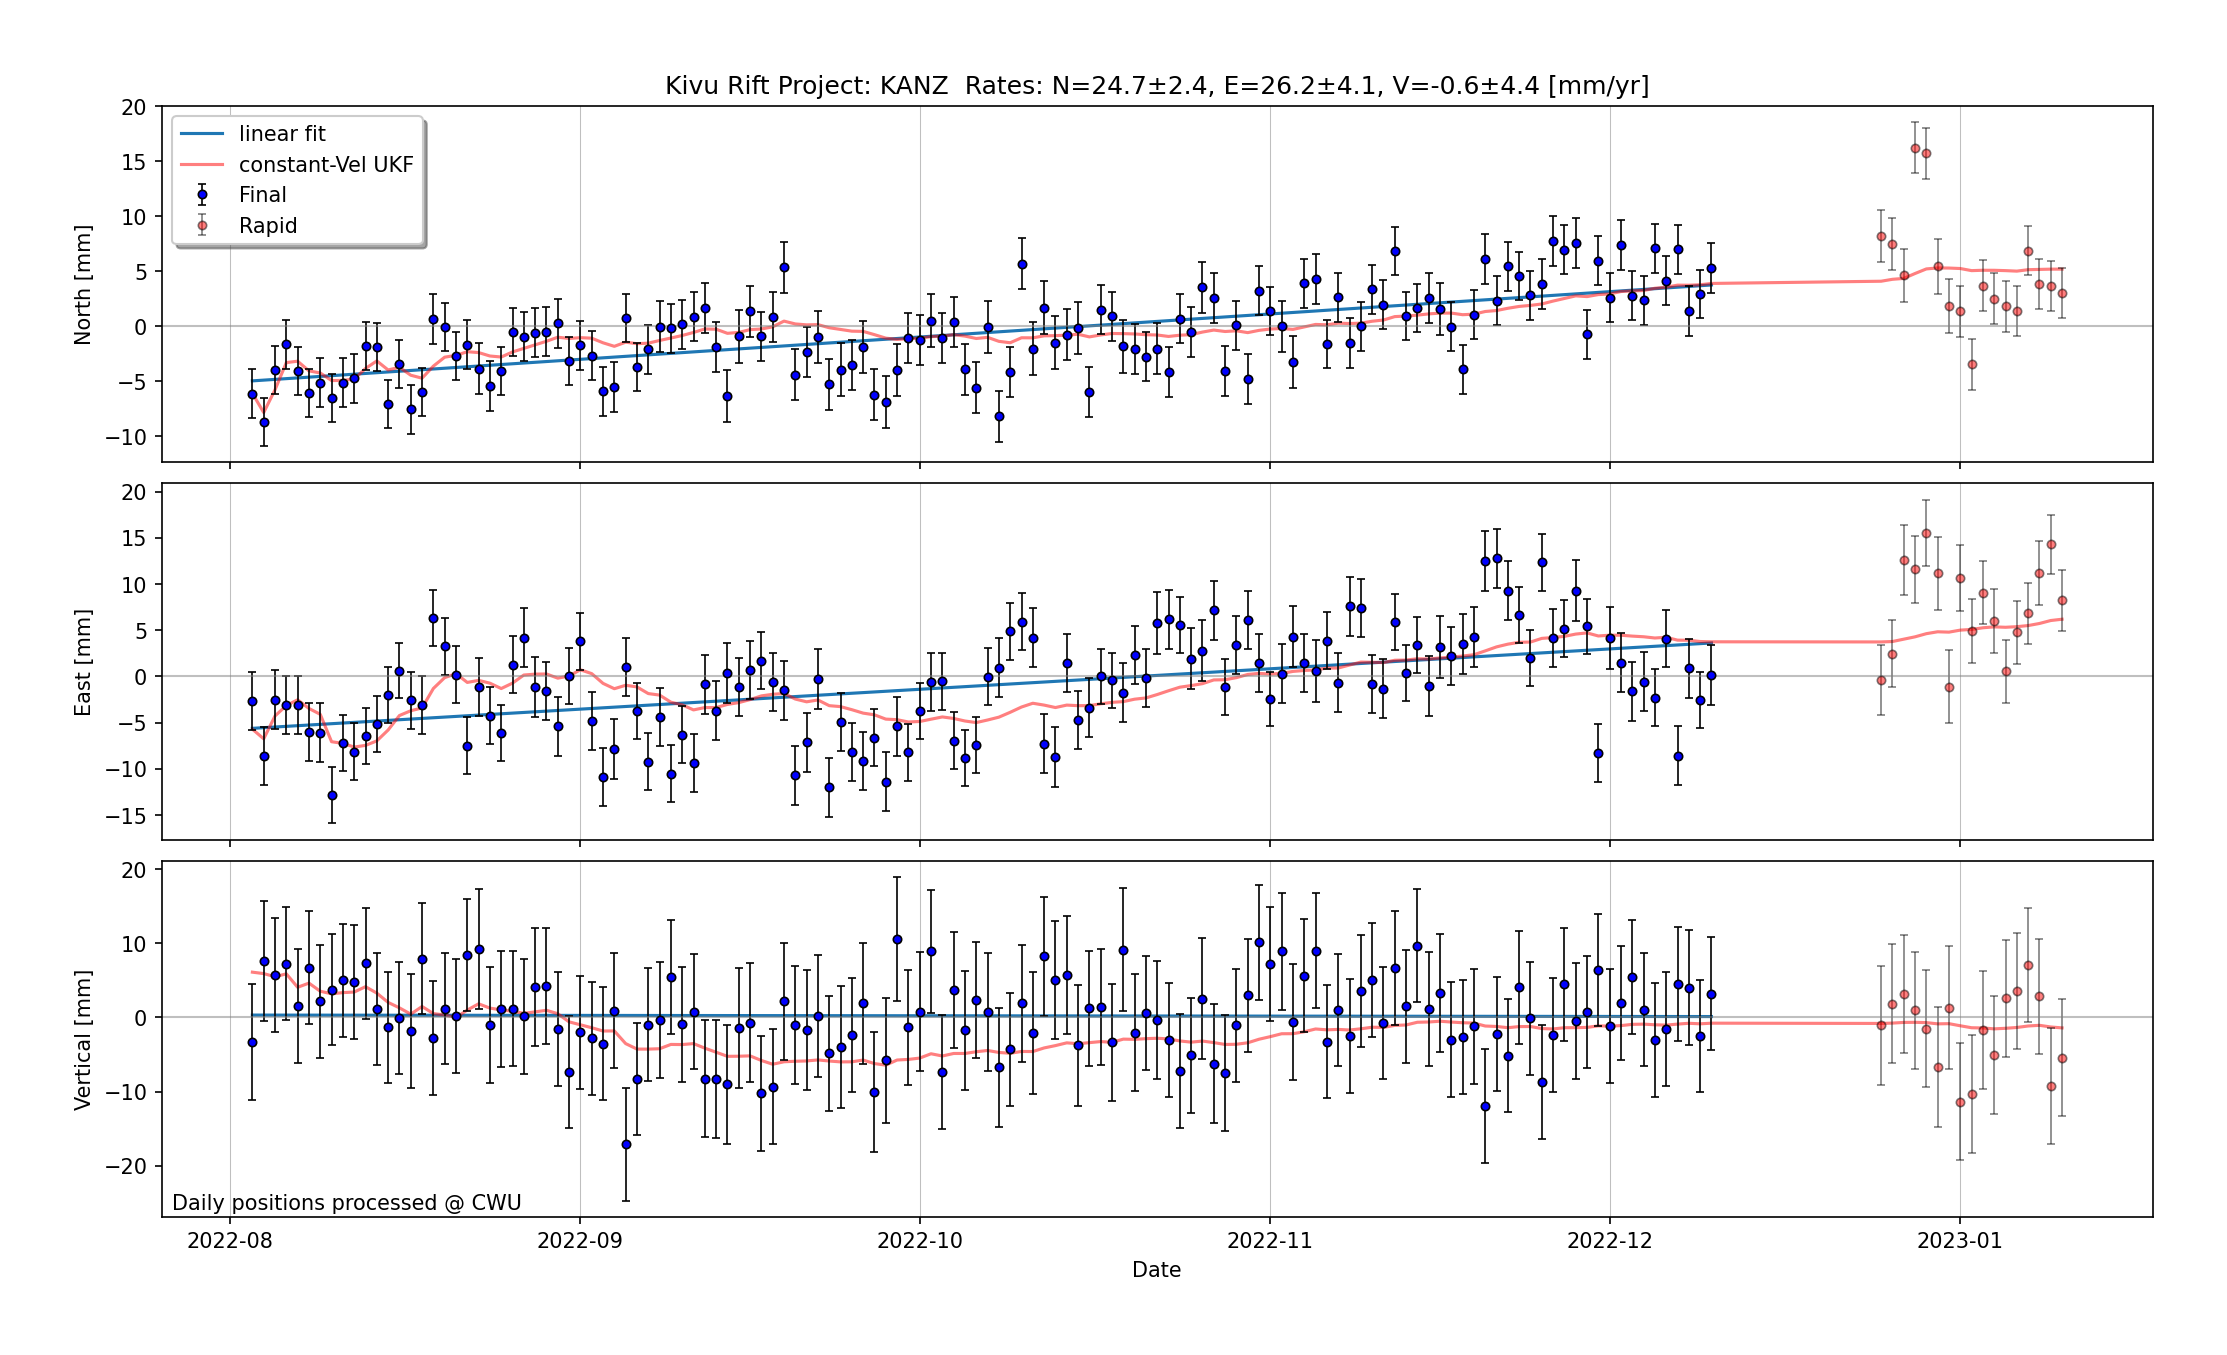 Kivu Rift Project: KANZ  Rates: N=24.7±2.4, E=26.2±4.1, V=-0.6±4.4 [mm/yr]
linear fit
constant-Vel UKF
Final
Rapid
North [mm]
20
15
10
5
0
−5
−10
East [mm]
20
15
10
5
0
−5
−10
−15
Vertical [mm]
20
10
0
−10
−20
Daily positions processed @ CWU
2022-08 2022-09 2022-10 2022-11 2022-12 2023-01
Date